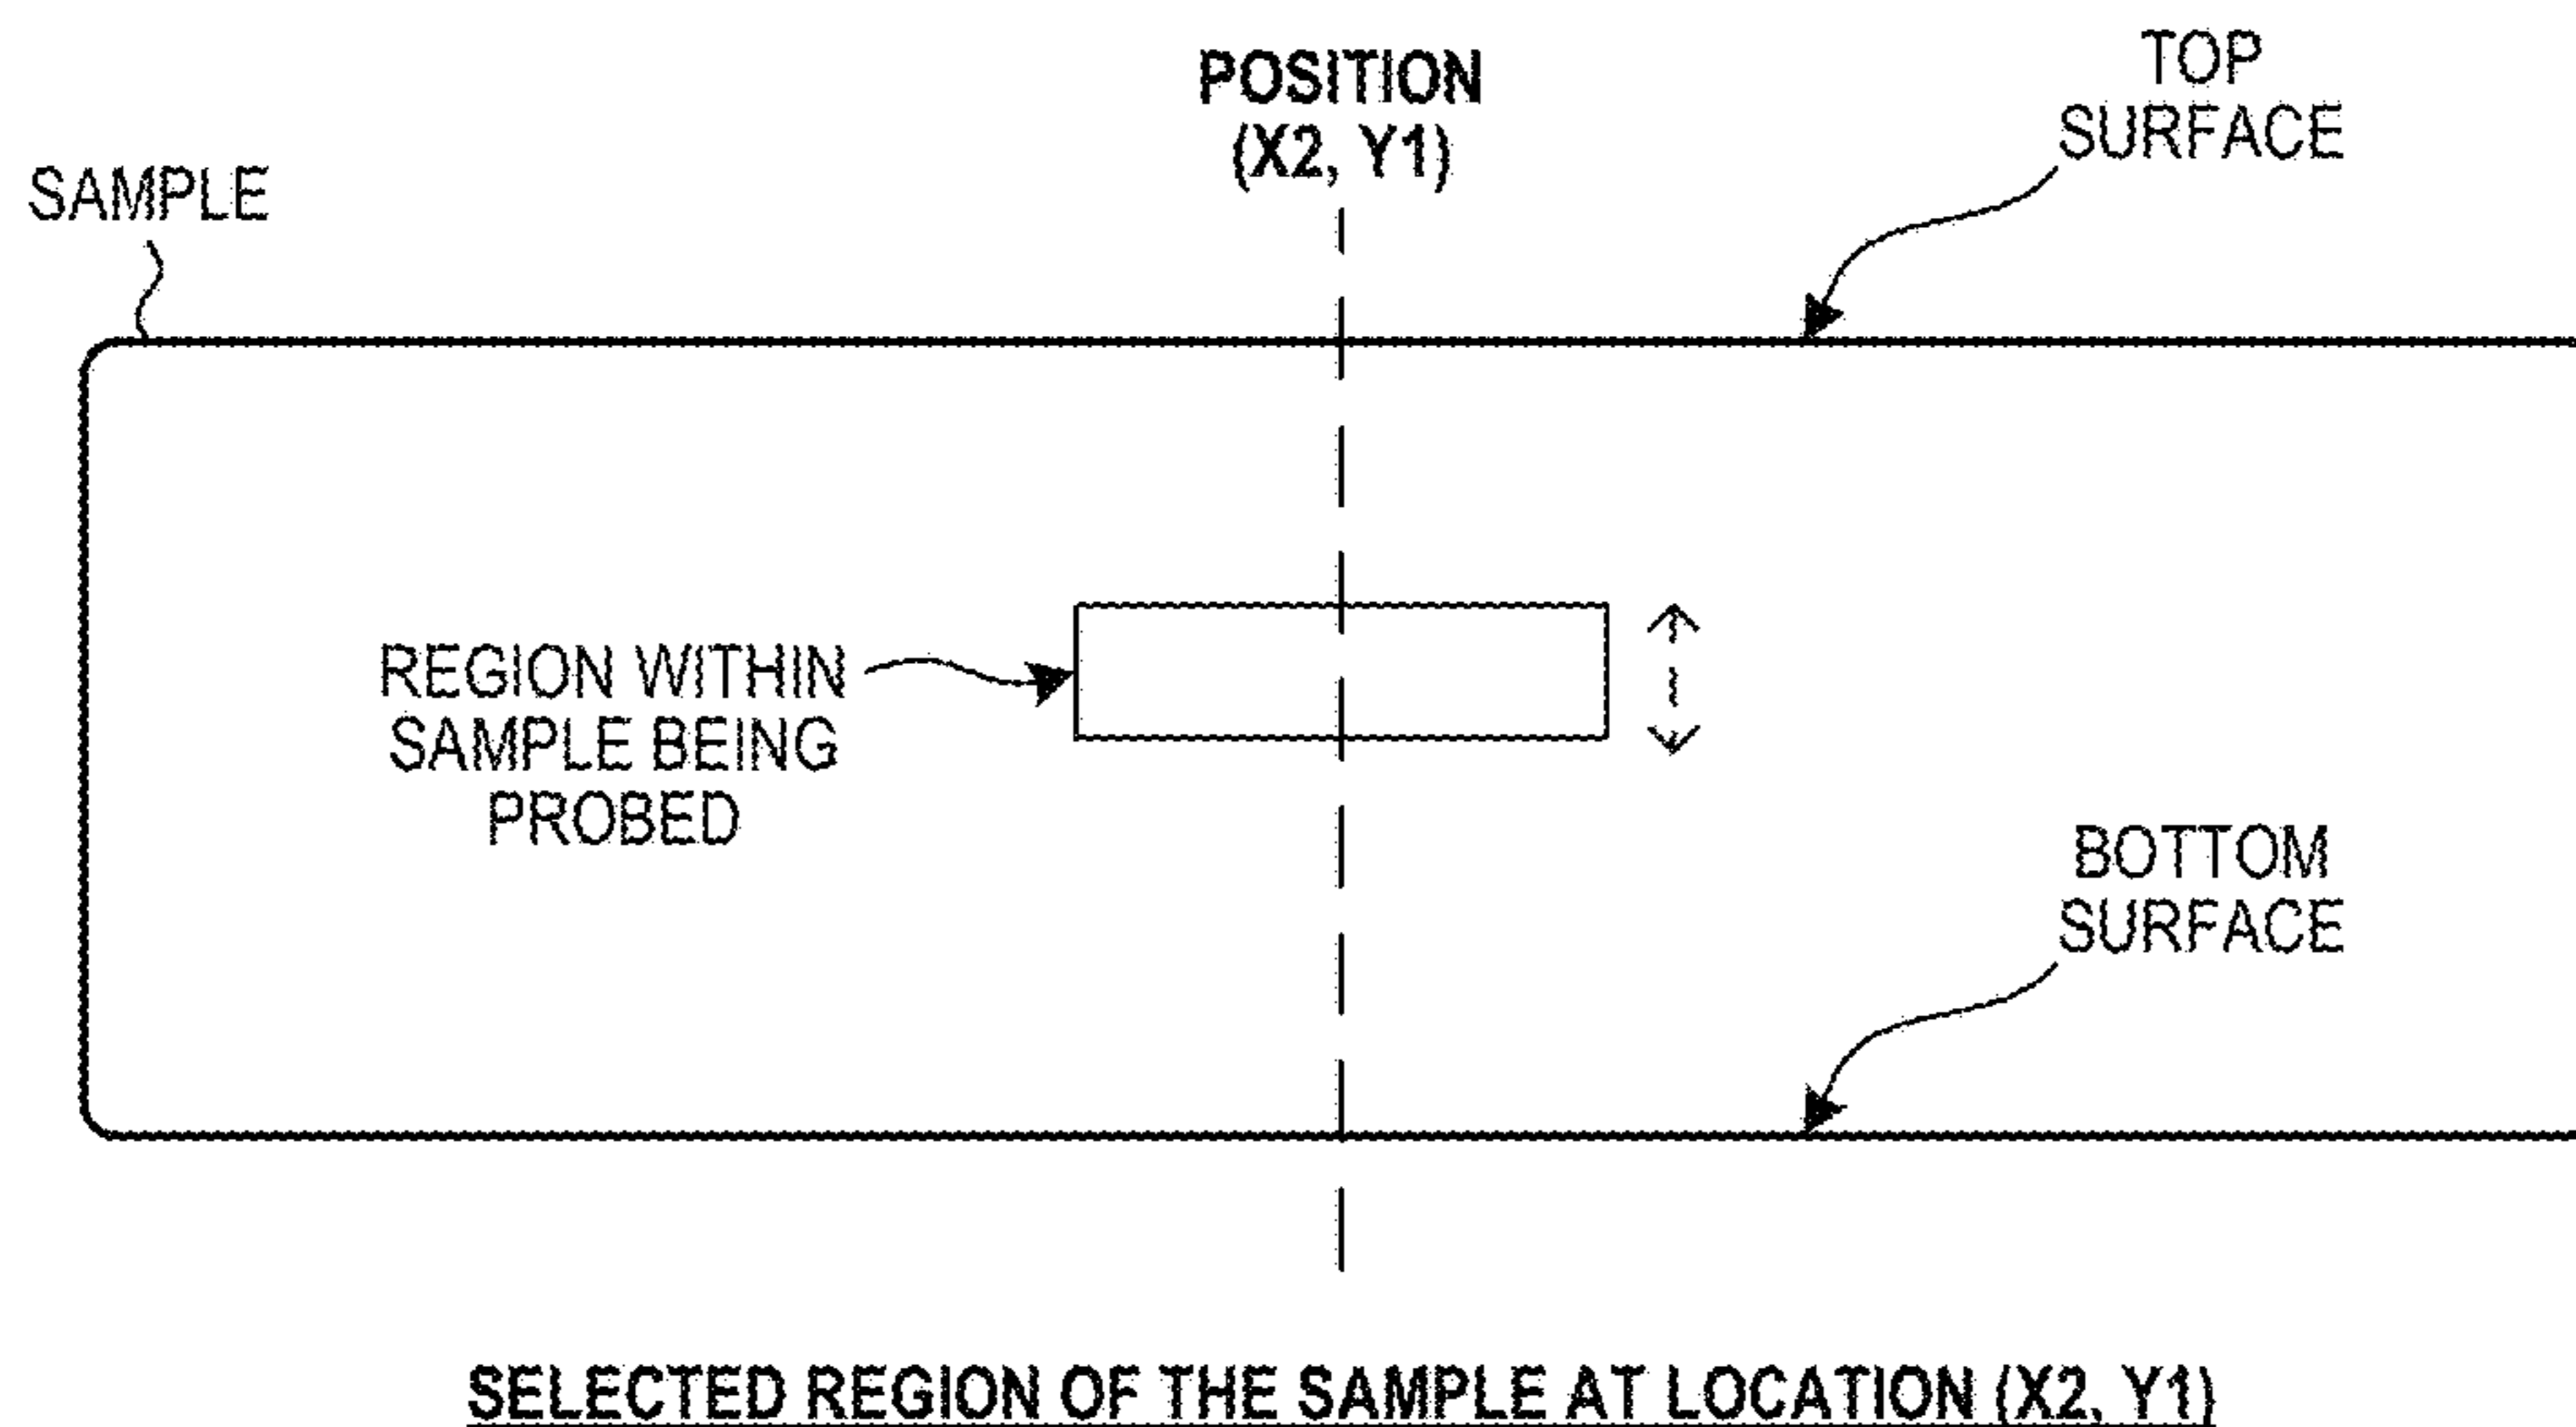 POSITION
(X2, Y1)
TOP
SURFACE
SAMPLE
REGION WITHIN
SAMPLE BEING
PROBED
BOTTOM
SURFACE
SELECTED REGION OF THE SAMPLE AT LOCATION (X2, Y1)